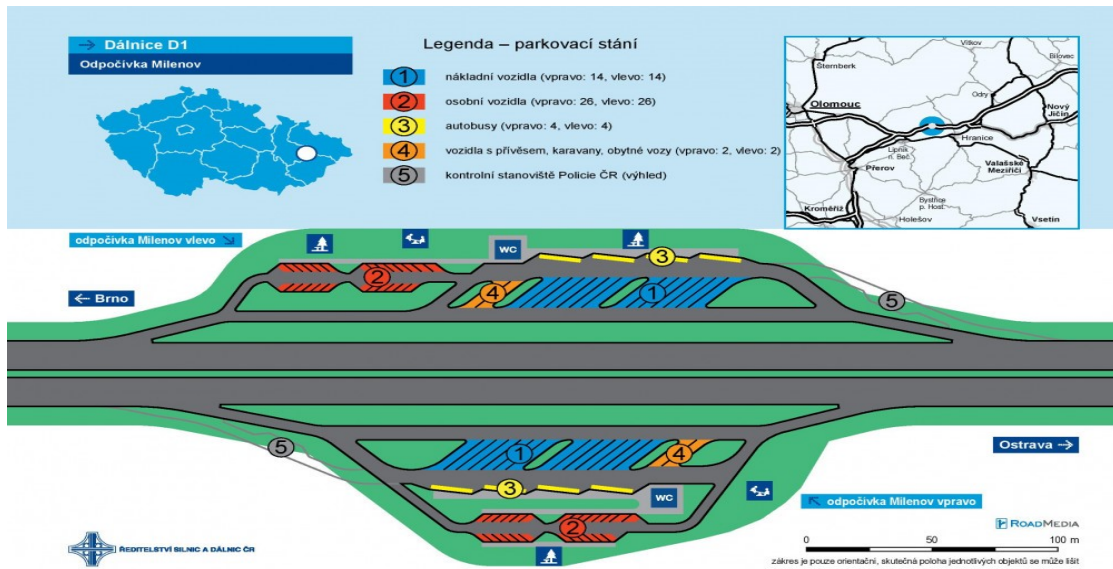 → Dálnice D1
Odpočívka Milenov
Legenda – parkovací stání
1 nákladní vozidla (vpravo: 14, vlevo: 14)
2 osobní vozidla (vpravo: 26, vlevo: 26)
3 autobusy (vpravo: 4, vlevo: 4)
4 vozidla s přívěsem, karavany, obytné vozy (vpravo: 2, vlevo: 2)
5 kontrolní stanoviště Policie ČR (výhled)
Vítkov
Bílovec
Šternberk
Odry
Olomouc
Nový
Jičín
Hranice
Lipník
n. Beč
Přerov
Valašské
Meziříčí
Bystřice
p. Host.
Kroměříž
Holešov
Vsetín
odpočívka Milenov vlevo ↘
WC
3
2
← Brno
4
1
5
1
4
5
Ostrava →
3
WC
↖ odpočívka Milenov vpravo
2
ROADMEDIA
ŘEDITELSTVÍ SILNIC A DÁLNIC ČR
0 50 100 m
zákres je pouze orientační, skutečná poloha jednotlivých objektů se může lišit